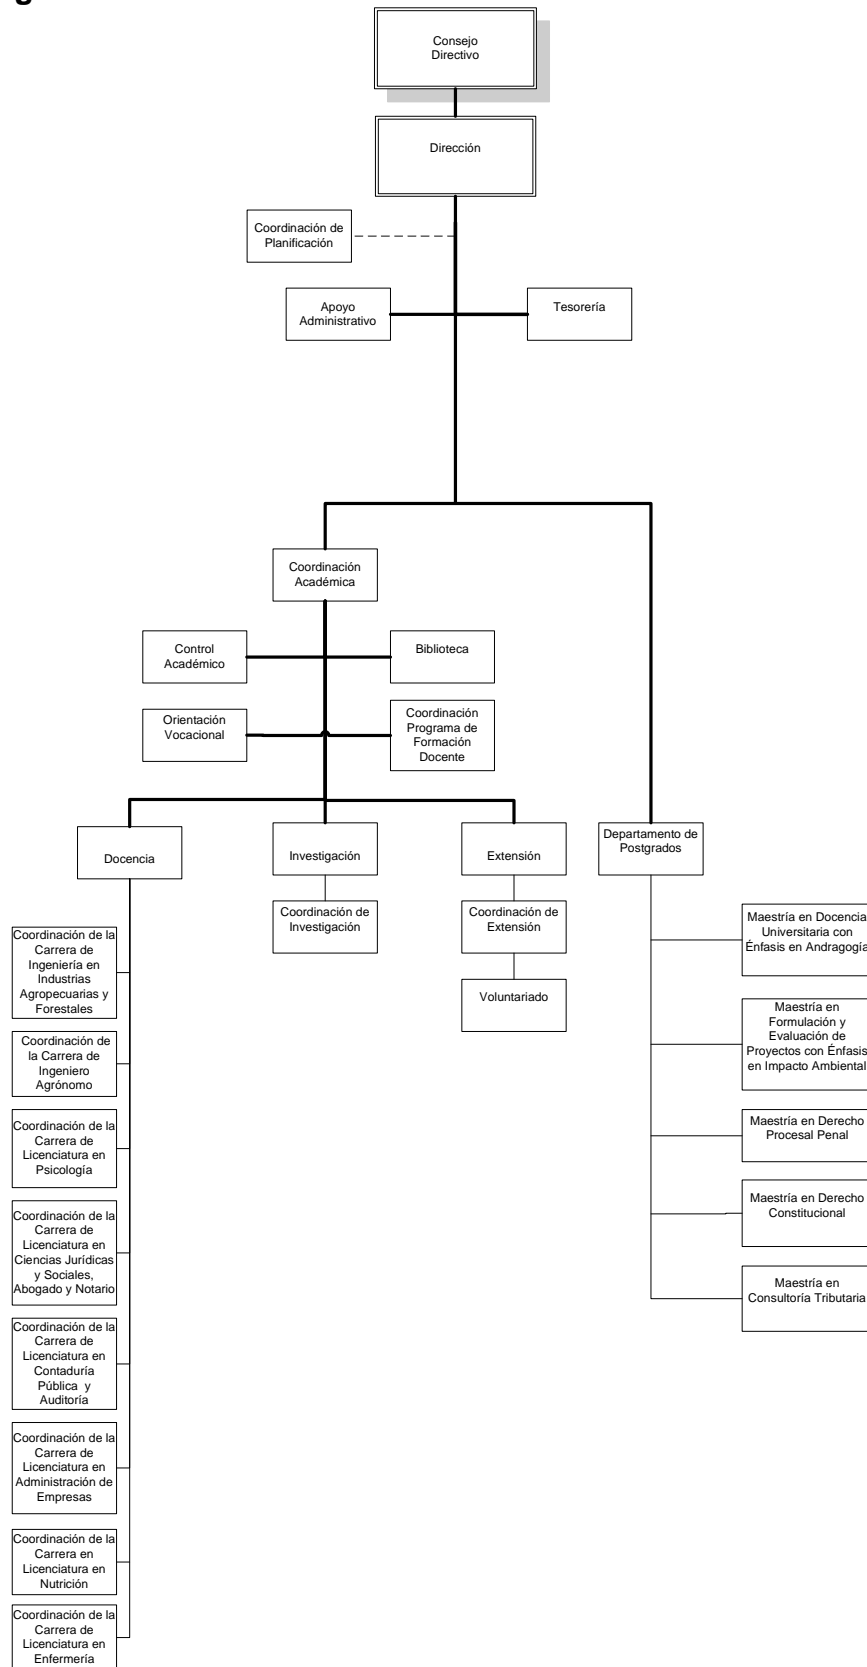 g
Consejo
Directivo
Dirección
Coordinación de
Planificación
Apoyo
Administrativo
Tesorería
Coordinación
Académica
Control
Académico
Biblioteca
Orientación
Vocacional
Coordinación
Programa de
Formación
Docente
Docencia
Investigación
Extensión
Departamento de
Postgrados
Coordinación de
Investigación
Coordinación de
Extensión
Voluntariado
Coordinación de la
Carrera de
Ingeniería en
Industrias
Agropecuarias y
Forestales
Coordinación de
la Carrera de
Ingeniero
Agrónomo
Coordinación de la
Carrera de
Licenciatura en
Psicología
Coordinación de la
Carrera de
Licenciatura en
Ciencias Jurídicas
y Sociales,
Abogado y Notario
Coordinación de la
Carrera de
Licenciatura en
Contaduría
Pública y
Auditoría
Coordinación de la
Carrera de
Licenciatura en
Administración de
Empresas
Coordinación de la
Carrera en
Licenciatura en
Nutrición
Coordinación de la
Carrera de
Licenciatura en
Enfermería
Maestría en Docencia
Universitaria con
Énfasis en Andragogía
Maestría en
Formulación y
Evaluación de
Proyectos con Énfasis
en Impacto Ambiental
Maestría en Derecho
Procesal Penal
Maestría en Derecho
Constitucional
Maestría en
Consultoría Tributaria